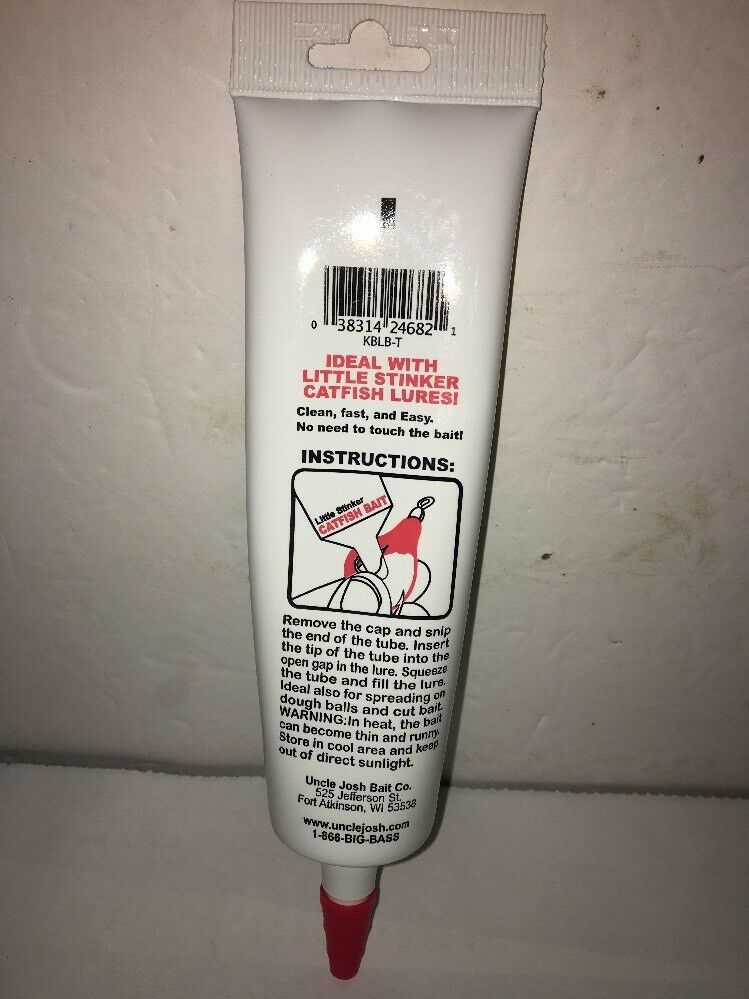 0 38314 24682 1
KBLB-T
IDEAL WITH
LITTLE STINKER
CATFISH LURES!
Clean, fast, and Easy.
No need to touch the bait!
INSTRUCTIONS:
Little Stinker
CATFISH BAIT
Remove the cap and snip
the end of the tube. Insert
the tip of the tube into the
open gap in the lure. Squeeze
the tube and fill the lure.
Ideal also for spreading on
dough balls and cut bait.
WARNING:In heat, the bait
can become thin and runny.
Store in cool area and keep
out of direct sunlight.
Uncle Josh Bait Co.
525 Jefferson St.
Fort Atkinson, WI 53538
www.unclejosh.com
1-866-BIG-BASS